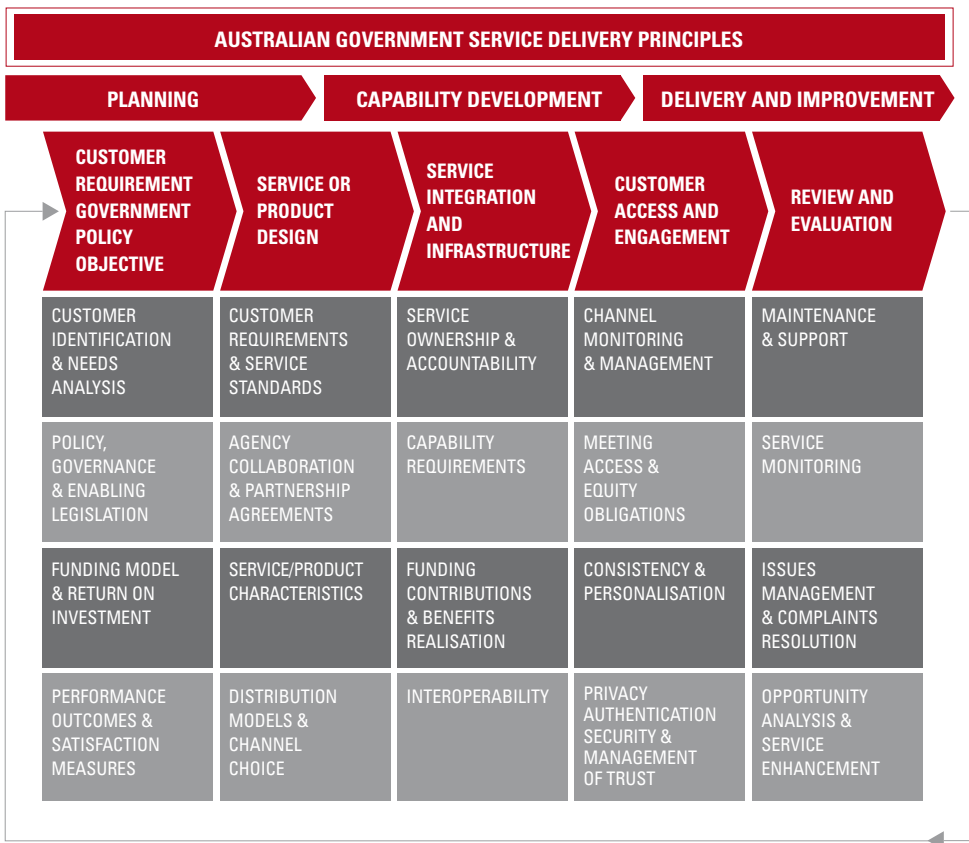 AUSTRALIAN GOVERNMENT SERVICE DELIVERY PRINCIPLES
PLANNING
CAPABILITY DEVELOPMENT
DELIVERY AND IMPROVEMENT
CUSTOMER
REQUIREMENT
GOVERNMENT
POLICY
OBJECTIVE
SERVICE OR
PRODUCT
DESIGN
SERVICE
INTEGRATION
AND
INFRASTRUCTURE
CUSTOMER
ACCESS AND
ENGAGEMENT
REVIEW AND
EVALUATION
CUSTOMER
IDENTIFICATION
& NEEDS
ANALYSIS
CUSTOMER
REQUIREMENTS
& SERVICE
STANDARDS
SERVICE
OWNERSHIP &
ACCOUNTABILITY
CHANNEL
MONITORING
& MANAGEMENT
MAINTENANCE
& SUPPORT
POLICY,
GOVERNANCE
& ENABLING
LEGISLATION
AGENCY
COLLABORATION
& PARTNERSHIP
AGREEMENTS
CAPABILITY
REQUIREMENTS
MEETING
ACCESS &
EQUITY
OBLIGATIONS
SERVICE
MONITORING
FUNDING MODEL
& RETURN ON
INVESTMENT
SERVICE/PRODUCT
CHARACTERISTICS
FUNDING
CONTRIBUTIONS
& BENEFITS
REALISATION
CONSISTENCY &
PERSONALISATION
ISSUES
MANAGEMENT
& COMPLAINTS
RESOLUTION
PERFORMANCE
OUTCOMES &
SATISFACTION
MEASURES
DISTRIBUTION
MODELS &
CHANNEL
CHOICE
INTEROPERABILITY
PRIVACY
AUTHENTICATION
SECURITY &
MANAGEMENT
OF TRUST
OPPORTUNITY
ANALYSIS &
SERVICE
ENHANCEMENT